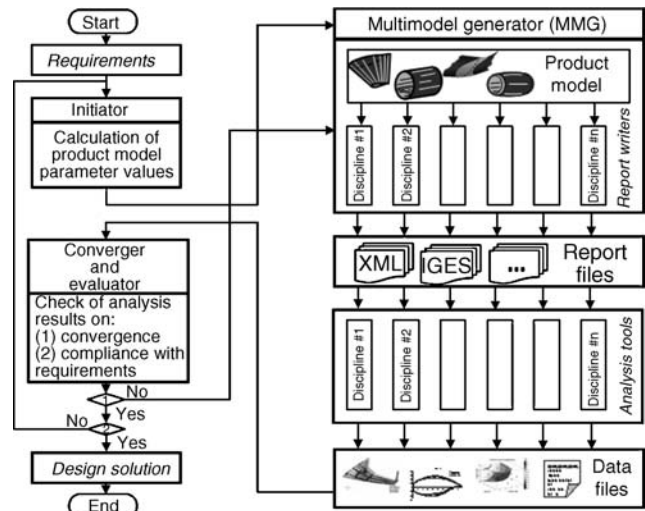 Start
Requirements
Initiator
Calculation of
product model
parameter values
Converger
and
evaluator
Check of analysis
results on:
(1) convergence
(2) compliance with
requirements
1
No
Yes
No
2
Yes
Design solution
End
Multimodel generator (MMG)
Product
model
Discipline #1
Discipline #2
Discipline #n
Report writers
XML
IGES
...
Report
files
Discipline #1
Discipline #2
Discipline #n
Analysis tools
Data
files